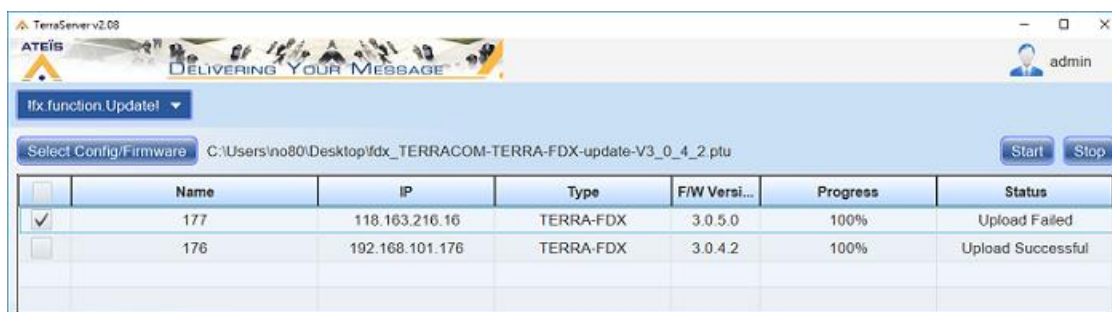 TerraServer v2.08
ATEÏS
DELIVERING YOUR MESSAGE
admin
!fx.function.Update!
Select Config/Firmware C:\Users\no80\Desktop\fdx_TERRACOM-TERRA-FDX-update-V3_0_4_2.ptu Start Stop
Name IP Type F/W Versi... Progress Status
177 118.163.216.16 TERRA-FDX 3.0.5.0 100% Upload Failed
176 192.168.101.176 TERRA-FDX 3.0.4.2 100% Upload Successful